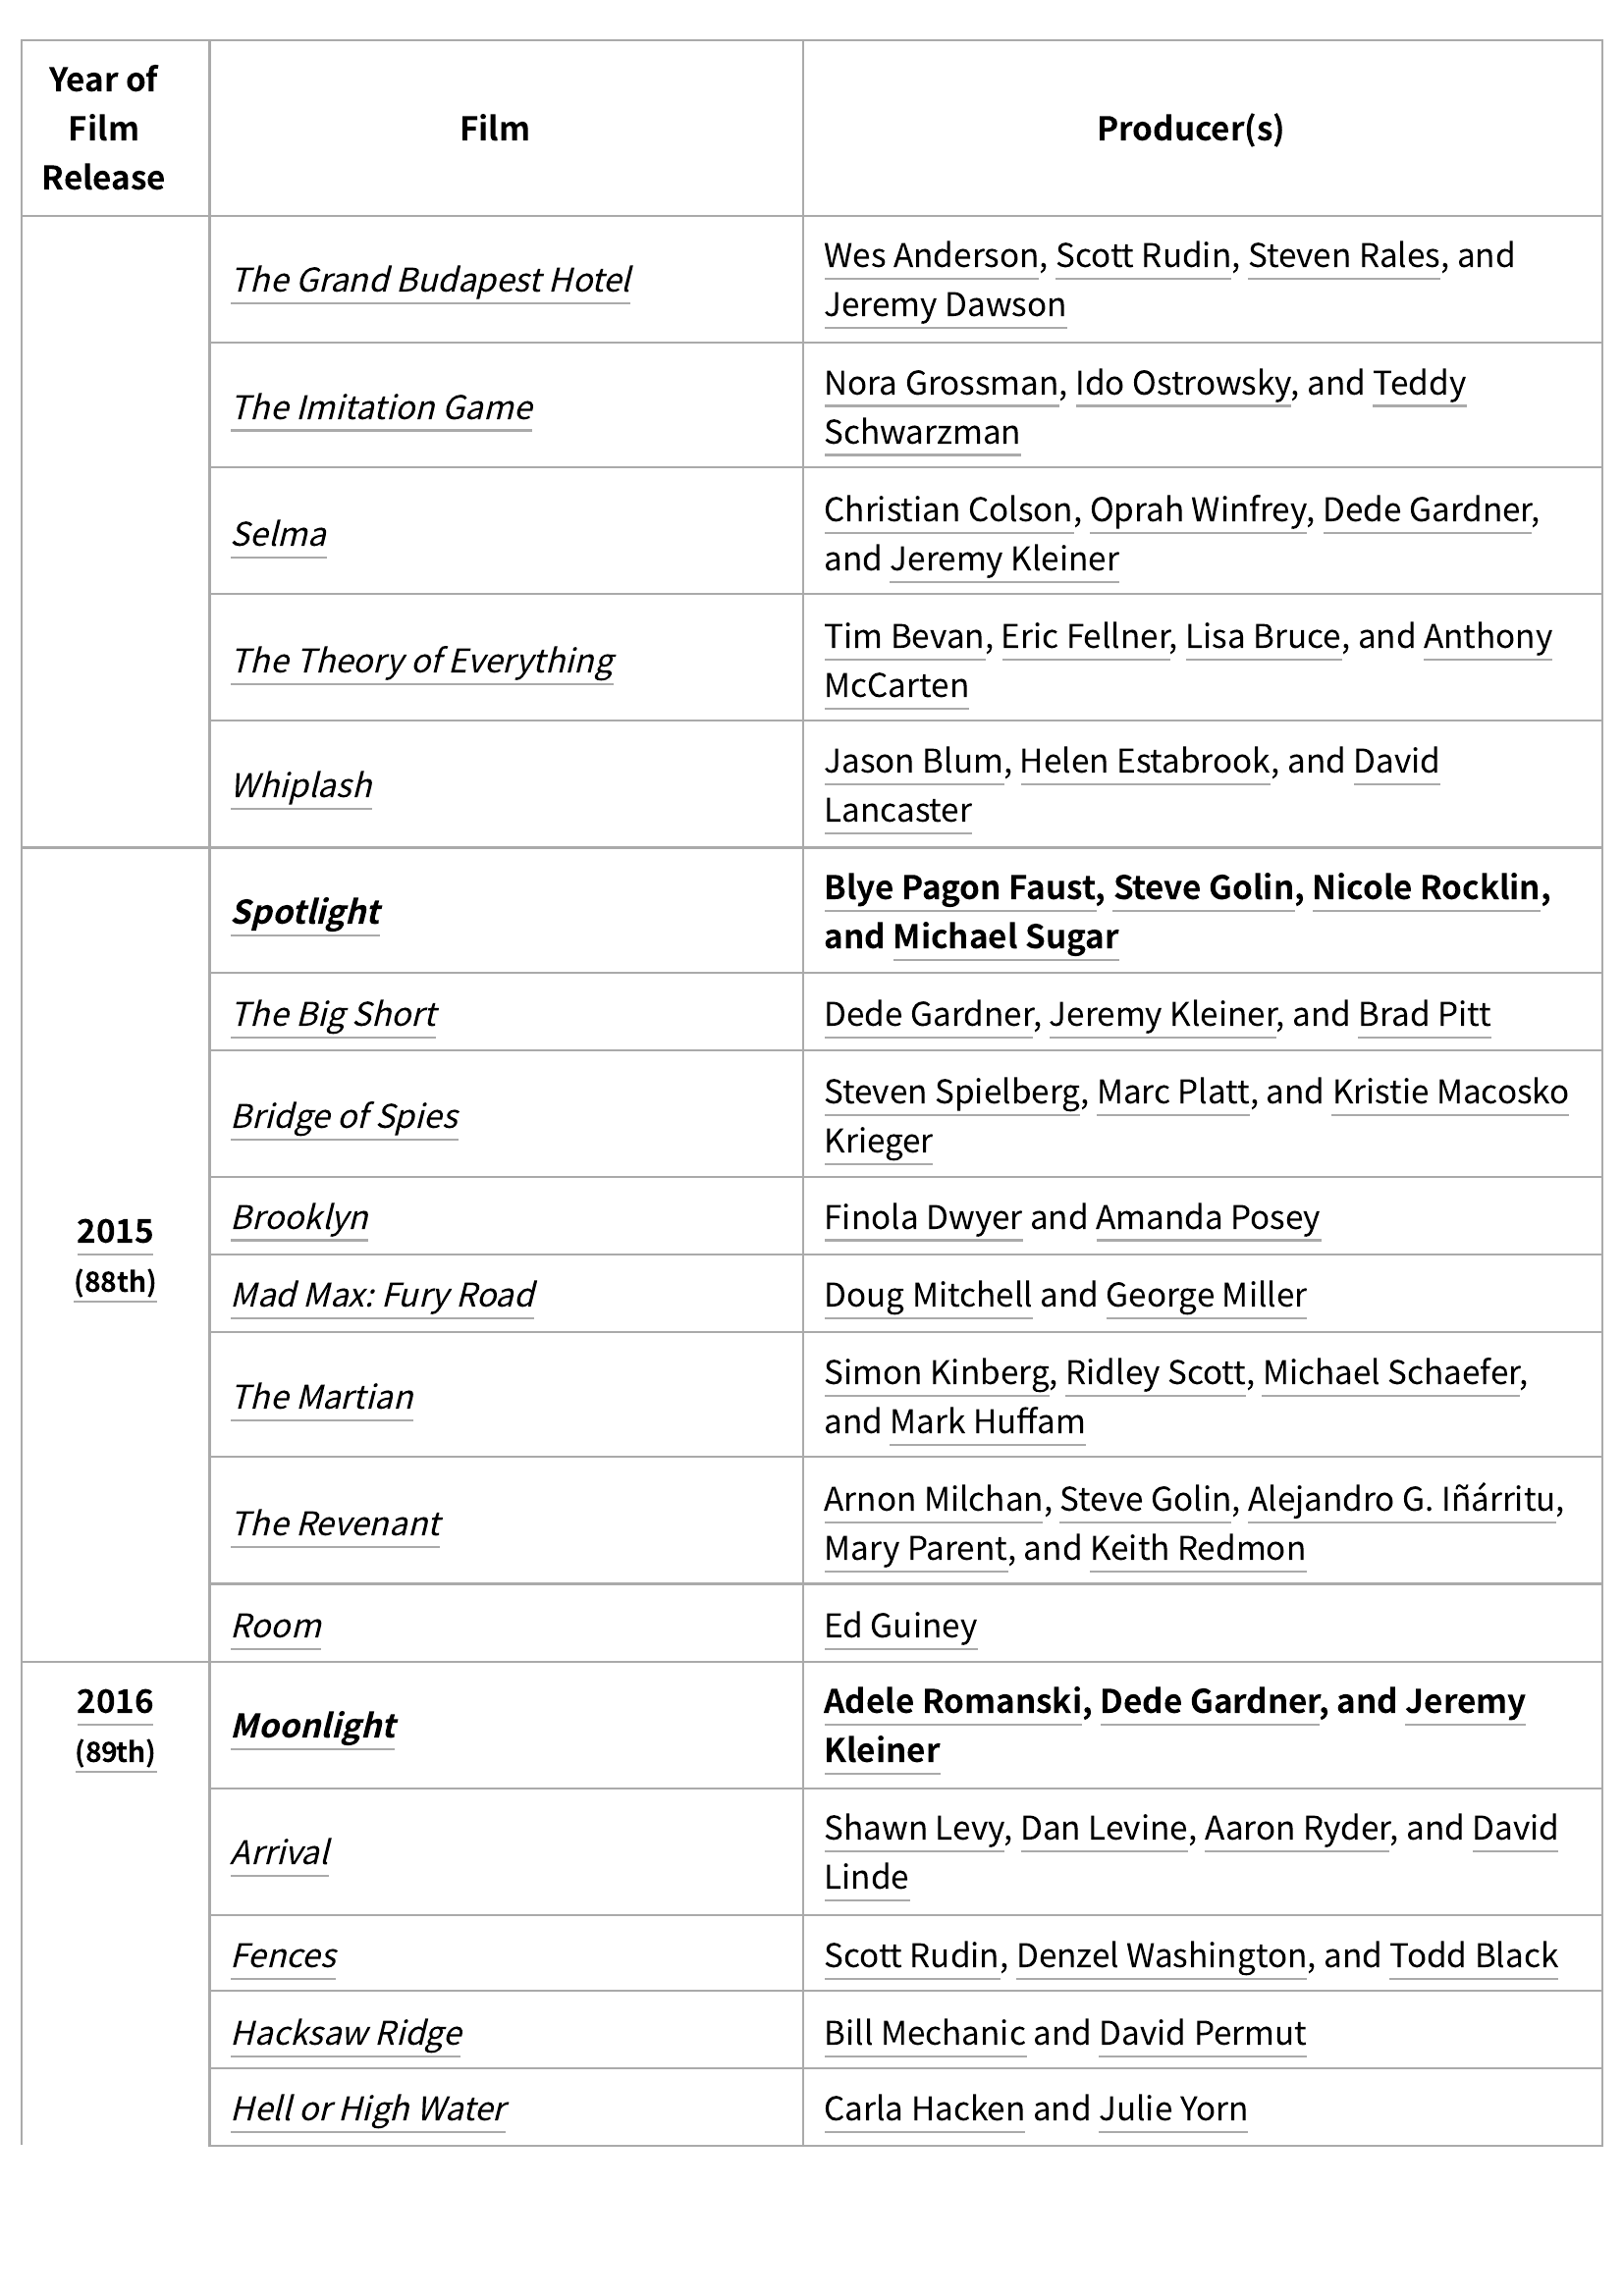 Year of
Film
Release
Film
Producer(s)
The Grand Budapest Hotel
Wes Anderson, Scott Rudin, Steven Rales, and
Jeremy Dawson
The Imitation Game
Nora Grossman, Ido Ostrowsky, and Teddy
Schwarzman
Selma
Christian Colson, Oprah Winfrey, Dede Gardner,
and Jeremy Kleiner
The Theory of Everything
Tim Bevan, Eric Fellner, Lisa Bruce, and Anthony
McCarten
Whiplash
Jason Blum, Helen Estabrook, and David
Lancaster
2015
(88th)
Spotlight
Blye Pagon Faust, Steve Golin, Nicole Rocklin,
and Michael Sugar
The Big Short
Dede Gardner, Jeremy Kleiner, and Brad Pitt
Bridge of Spies
Steven Spielberg, Marc Platt, and Kristie Macosko
Krieger
Brooklyn
Finola Dwyer and Amanda Posey
Mad Max: Fury Road
Doug Mitchell and George Miller
The Martian
Simon Kinberg, Ridley Scott, Michael Schaefer,
and Mark Huffam
The Revenant
Arnon Milchan, Steve Golin, Alejandro G. Iñárritu,
Mary Parent, and Keith Redmon
Room
Ed Guiney
2016
(89th)
Moonlight
Adele Romanski, Dede Gardner, and Jeremy
Kleiner
Arrival
Shawn Levy, Dan Levine, Aaron Ryder, and David
Linde
Fences
Scott Rudin, Denzel Washington, and Todd Black
Hacksaw Ridge
Bill Mechanic and David Permut
Hell or High Water
Carla Hacken and Julie Yorn